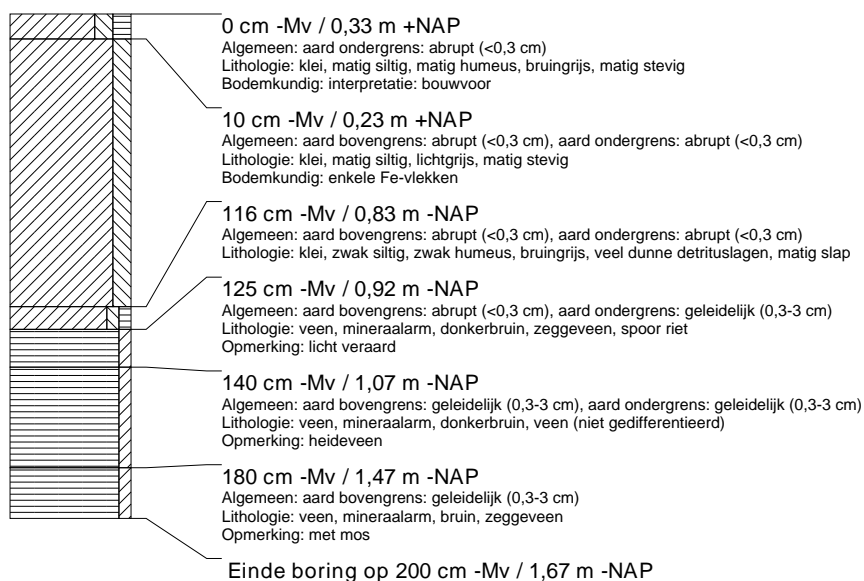 0 cm -Mv / 0,33 m +NAP
Algemeen: aard ondergrens: abrupt (<0,3 cm)
Lithologie: klei, matig siltig, matig humeus, bruingrijs, matig stevig
Bodemkundig: interpretatie: bouwvoor
10 cm -Mv / 0,23 m +NAP
Algemeen: aard bovengrens: abrupt (<0,3 cm), aard ondergrens: abrupt (<0,3 cm)
Lithologie: klei, matig siltig, lichtgrijs, matig stevig
Bodemkundig: enkele Fe-vlekken
116 cm -Mv / 0,83 m -NAP
Algemeen: aard bovengrens: abrupt (<0,3 cm), aard ondergrens: abrupt (<0,3 cm)
Lithologie: klei, zwak siltig, zwak humeus, bruingrijs, veel dunne detrituslagen, matig slap
125 cm -Mv / 0,92 m -NAP
Algemeen: aard bovengrens: abrupt (<0,3 cm), aard ondergrens: geleidelijk (0,3-3 cm)
Lithologie: veen, mineraalarm, donkerbruin, zeggeveen, spoor riet
Opmerking: licht veraard
140 cm -Mv / 1,07 m -NAP
Algemeen: aard bovengrens: geleidelijk (0,3-3 cm), aard ondergrens: geleidelijk (0,3-3 cm)
Lithologie: veen, mineraalarm, donkerbruin, veen (niet gedifferentieerd)
Opmerking: heideveen
180 cm -Mv / 1,47 m -NAP
Algemeen: aard bovengrens: geleidelijk (0,3-3 cm)
Lithologie: veen, mineraalarm, bruin, zeggeveen
Opmerking: met mos
Einde boring op 200 cm -Mv / 1,67 m -NAP